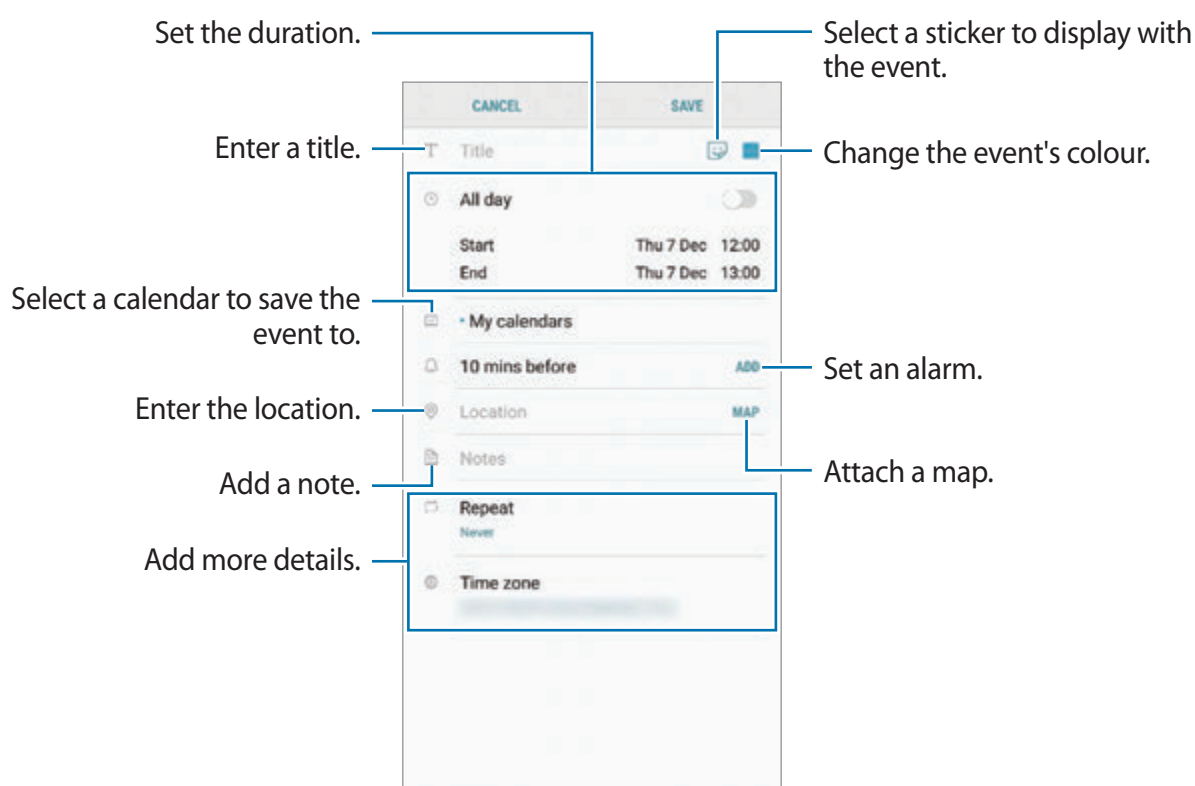 Set the duration.
Select a sticker to display with
the event.
CANCEL SAVE
Enter a title.
T Title
Change the event's colour.
All day
Start Thu 7 Dec 12:00
End Thu 7 Dec 13:00
Select a calendar to save the
event to.
My calendars
10 mins before ADD
Set an alarm.
Enter the location.
Location MAP
Notes
Add a note.
Attach a map.
Repeat
Never
Add more details.
Time zone